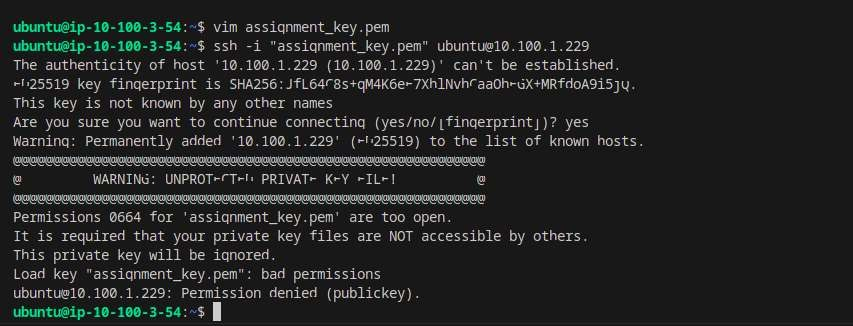 ubuntu@ip-10-100-3-54:~$ vim assignment_key.pem
ubuntu@ip-10-100-3-54:~$ ssh -i "assignment_key.pem" ubuntu@10.100.1.229
The authenticity of host '10.100.1.229 (10.100.1.229)' can't be established.
ED25519 key fingerprint is
This key is not known by any other names
Are you sure you want to continue connecting (yes/no/[fingerprint])? yes
Warning: Permanently added '10.100.1.229' (ED25519) to the list of known hosts.
@@@@@@@@@@@@@@@@@@@@@@@@@@@@@@@@@@@@@@@@@@@@@@@@@@@@@@@@@@@
@         WARNING: UNPROTECTED PRIVATE KEY FILE!          @
@@@@@@@@@@@@@@@@@@@@@@@@@@@@@@@@@@@@@@@@@@@@@@@@@@@@@@@@@@@
Permissions 0664 for 'assignment_key.pem' are too open.
It is required that your private key files are NOT accessible by others.
This private key will be ignored.
Load key "assignment_key.pem": bad permissions
ubuntu@10.100.1.229: Permission denied (publickey).
ubuntu@ip-10-100-3-54:~$